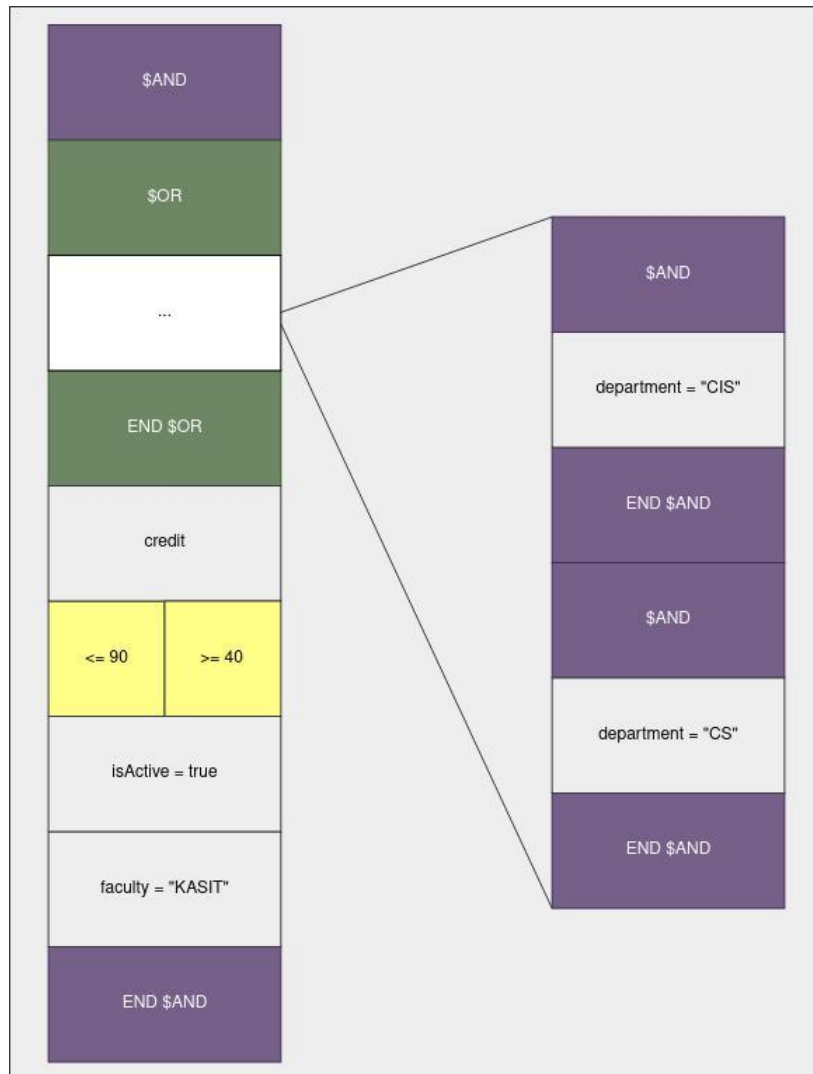 $AND
$OR
...
END $OR
credit
<= 90
>= 40
isActive = true
faculty = "KASIT"
END $AND
$AND
department = "CIS"
END $AND
$AND
department = "CS"
END $AND